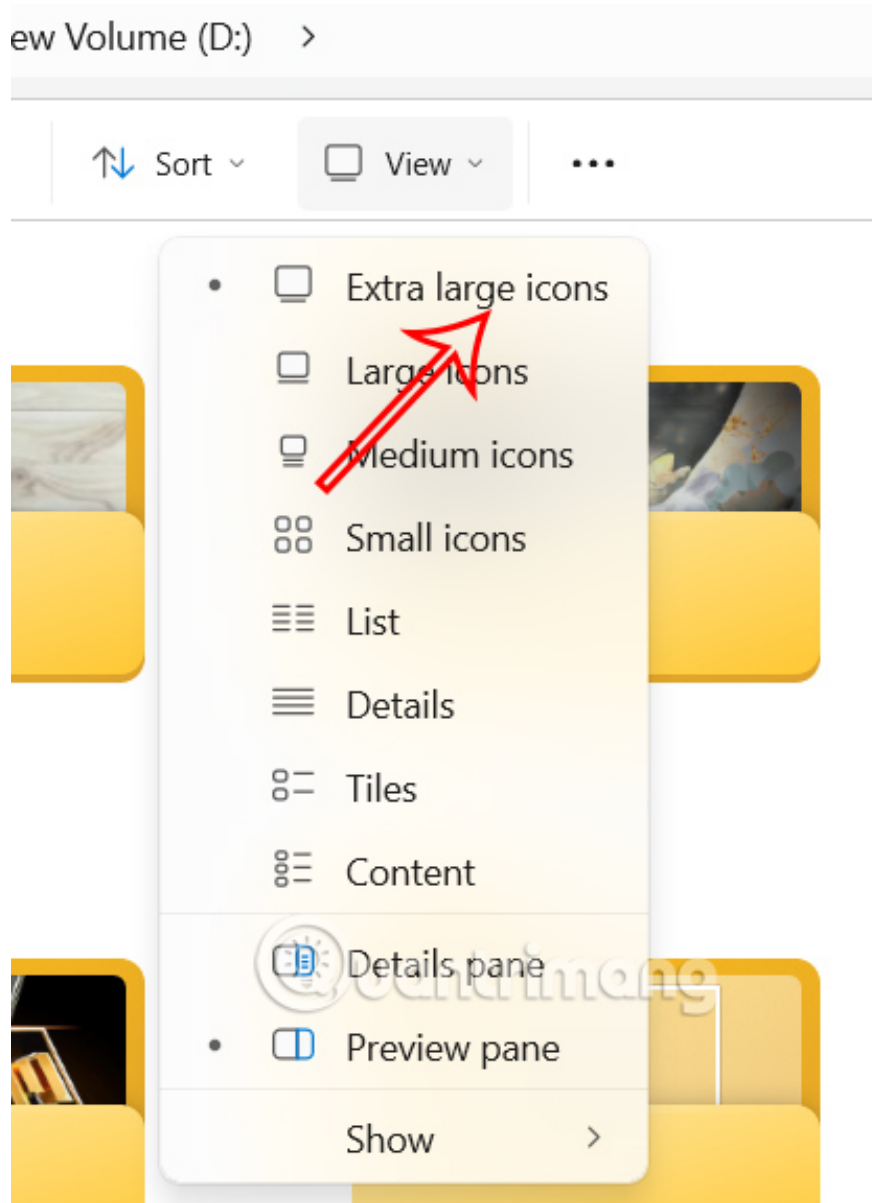 ew Volume (D:) >
Sort View •••
Extra large icons
Large icons
Medium icons
Small icons
List
Details
Tiles
Content
Details pane
Quantrimang
Preview pane
Show >